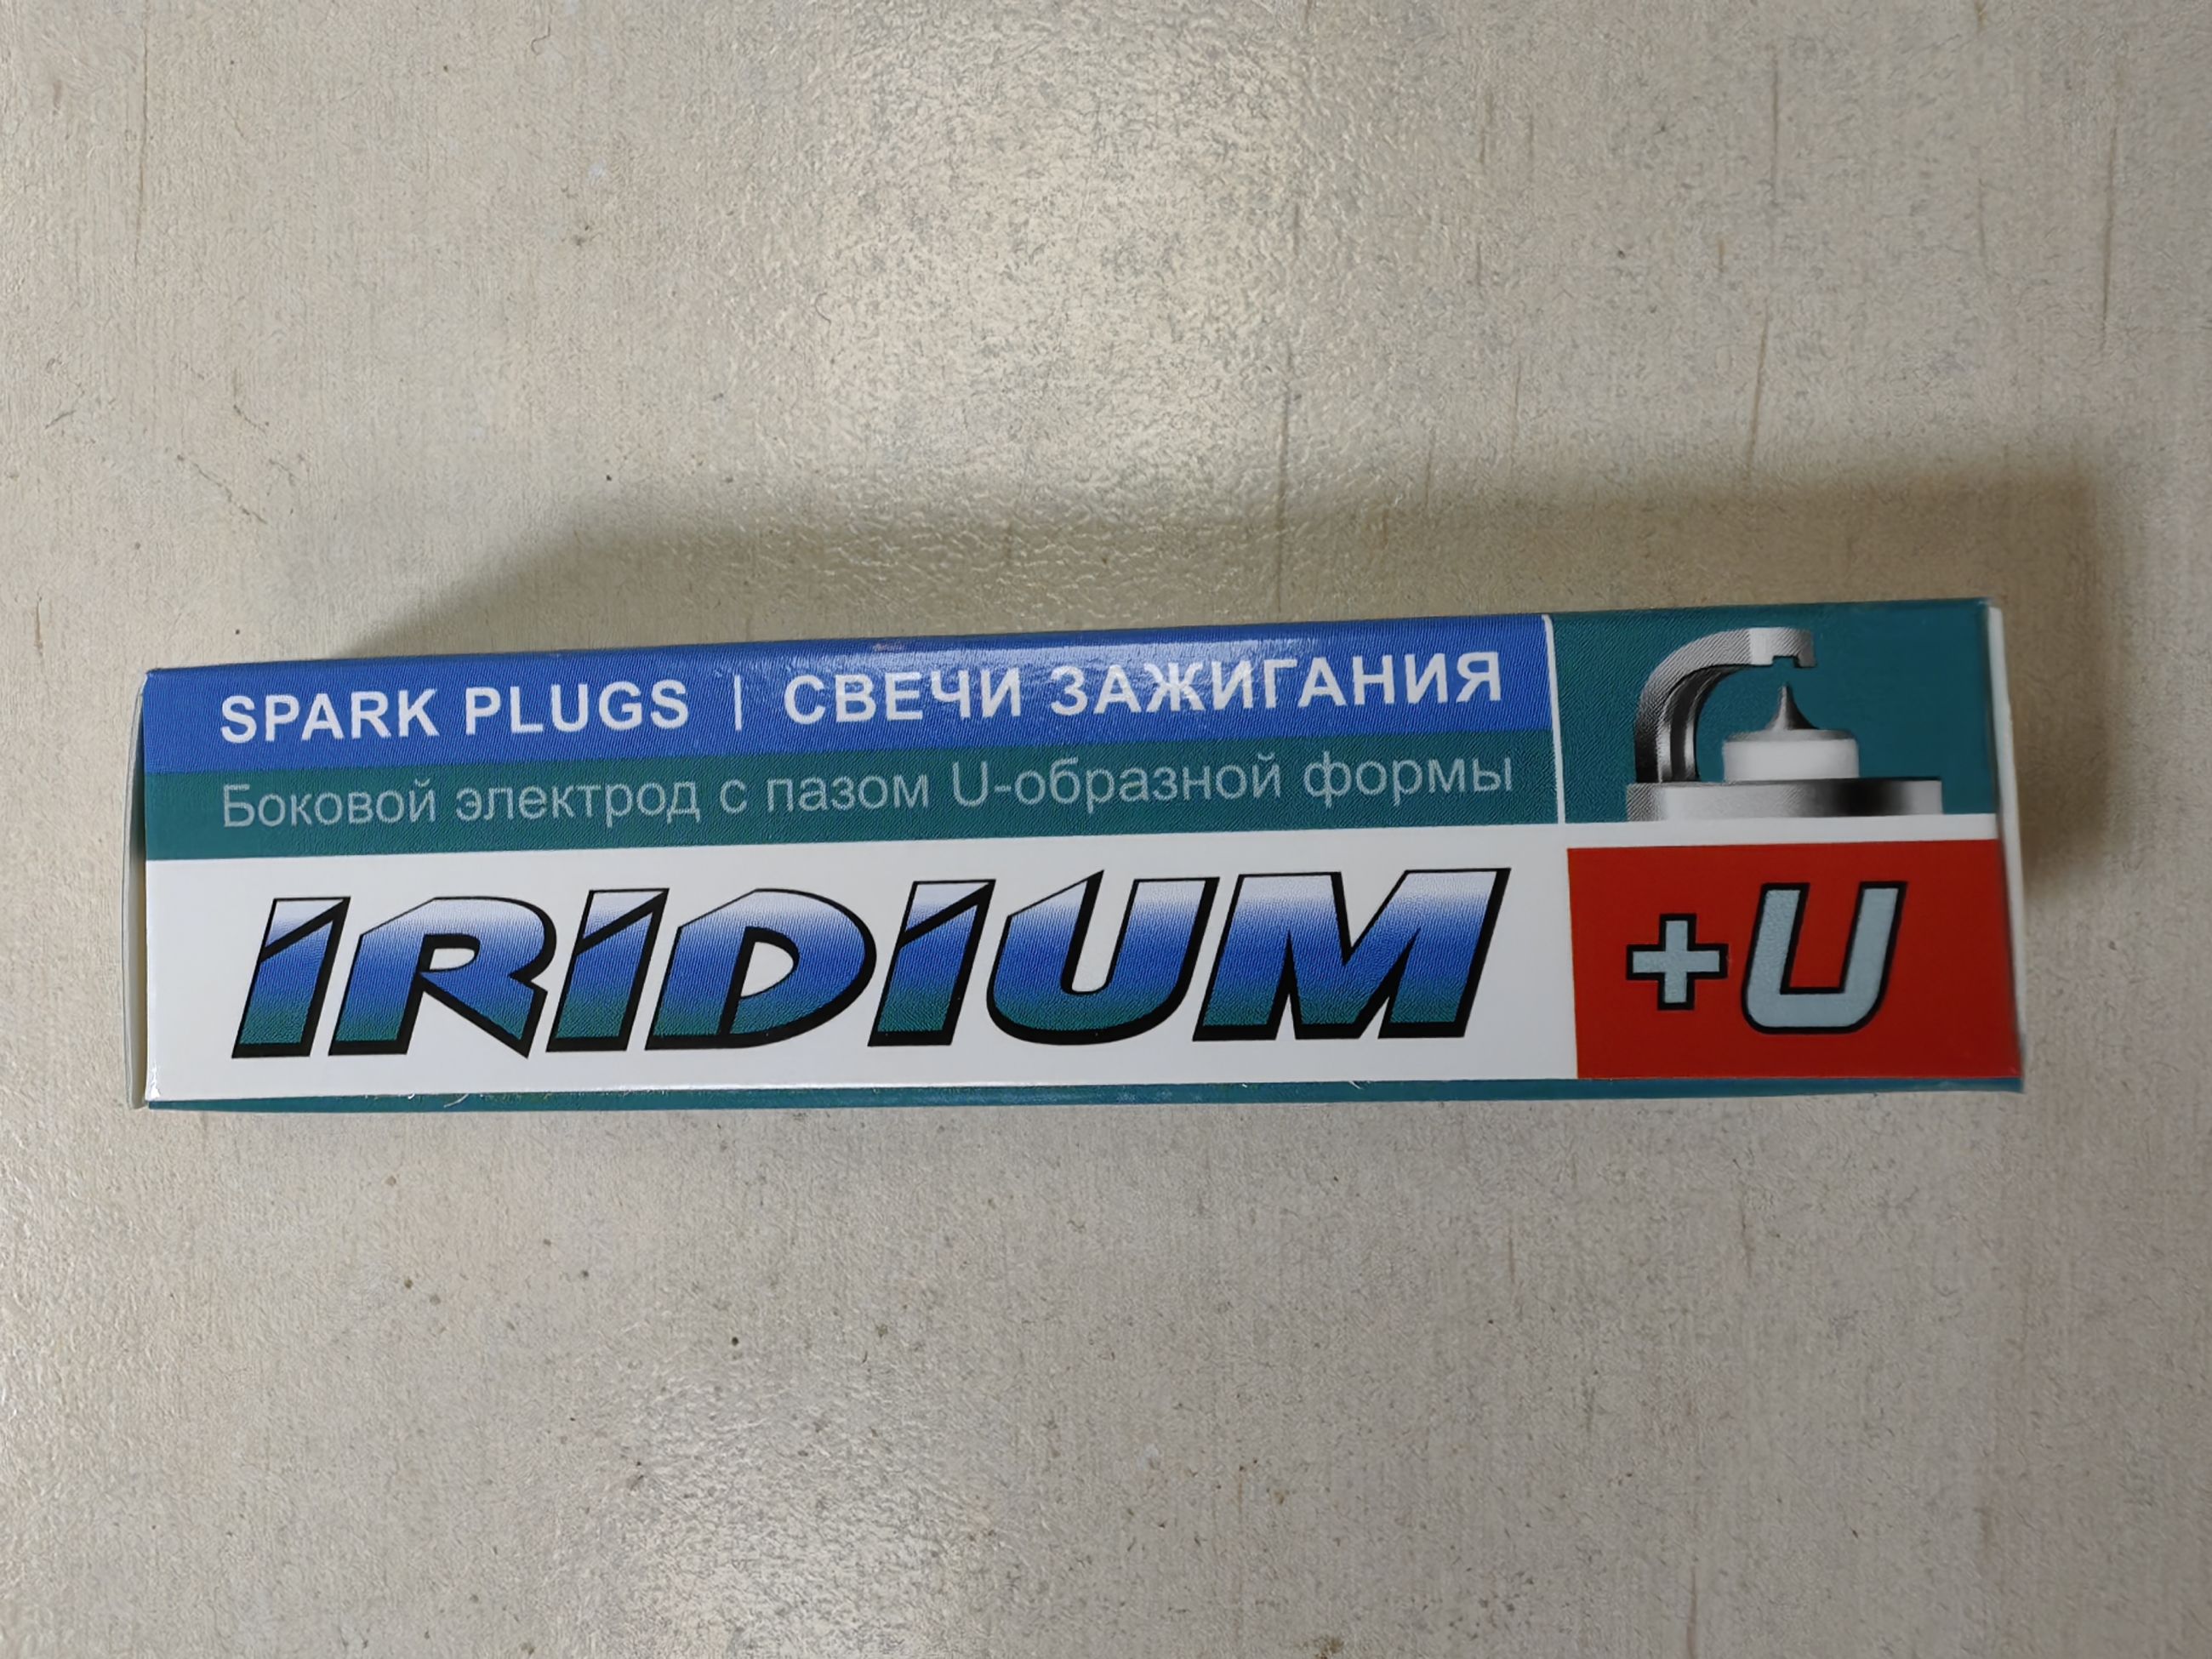 SPARK PLUGS | СВЕЧИ ЗАЖИГАНИЯ
Боковой электрод с пазом U-образной формы
IRIDIUM +U